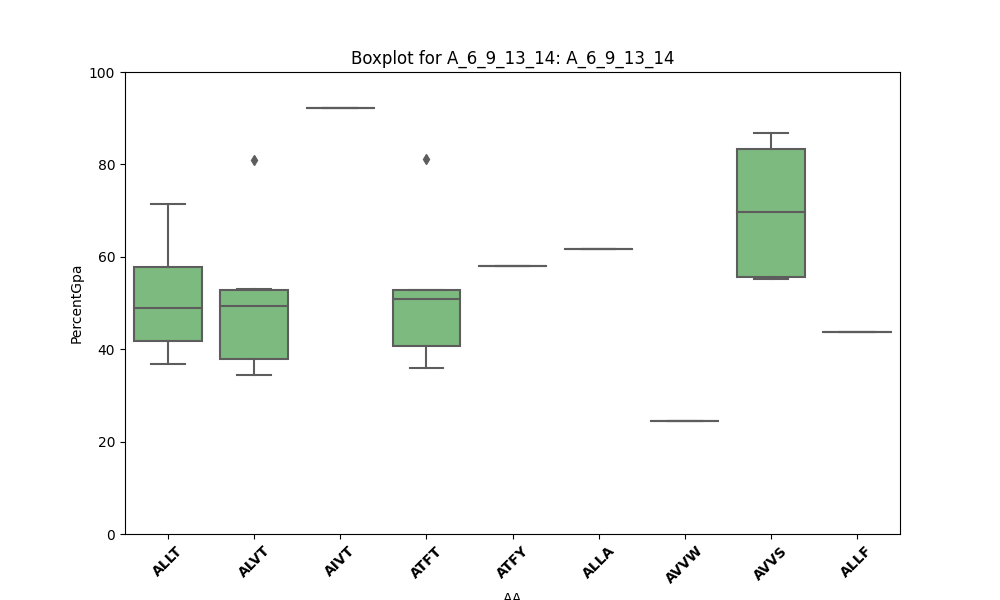 Boxplot for A_6_9_13_14: A_6_9_13_14
100
80
60
40
20
0
PercentGpa
ALLT
ALVT
AIVT
ATFT
ATFY
ALLA
AVVW
AVVS
ALLF
AA